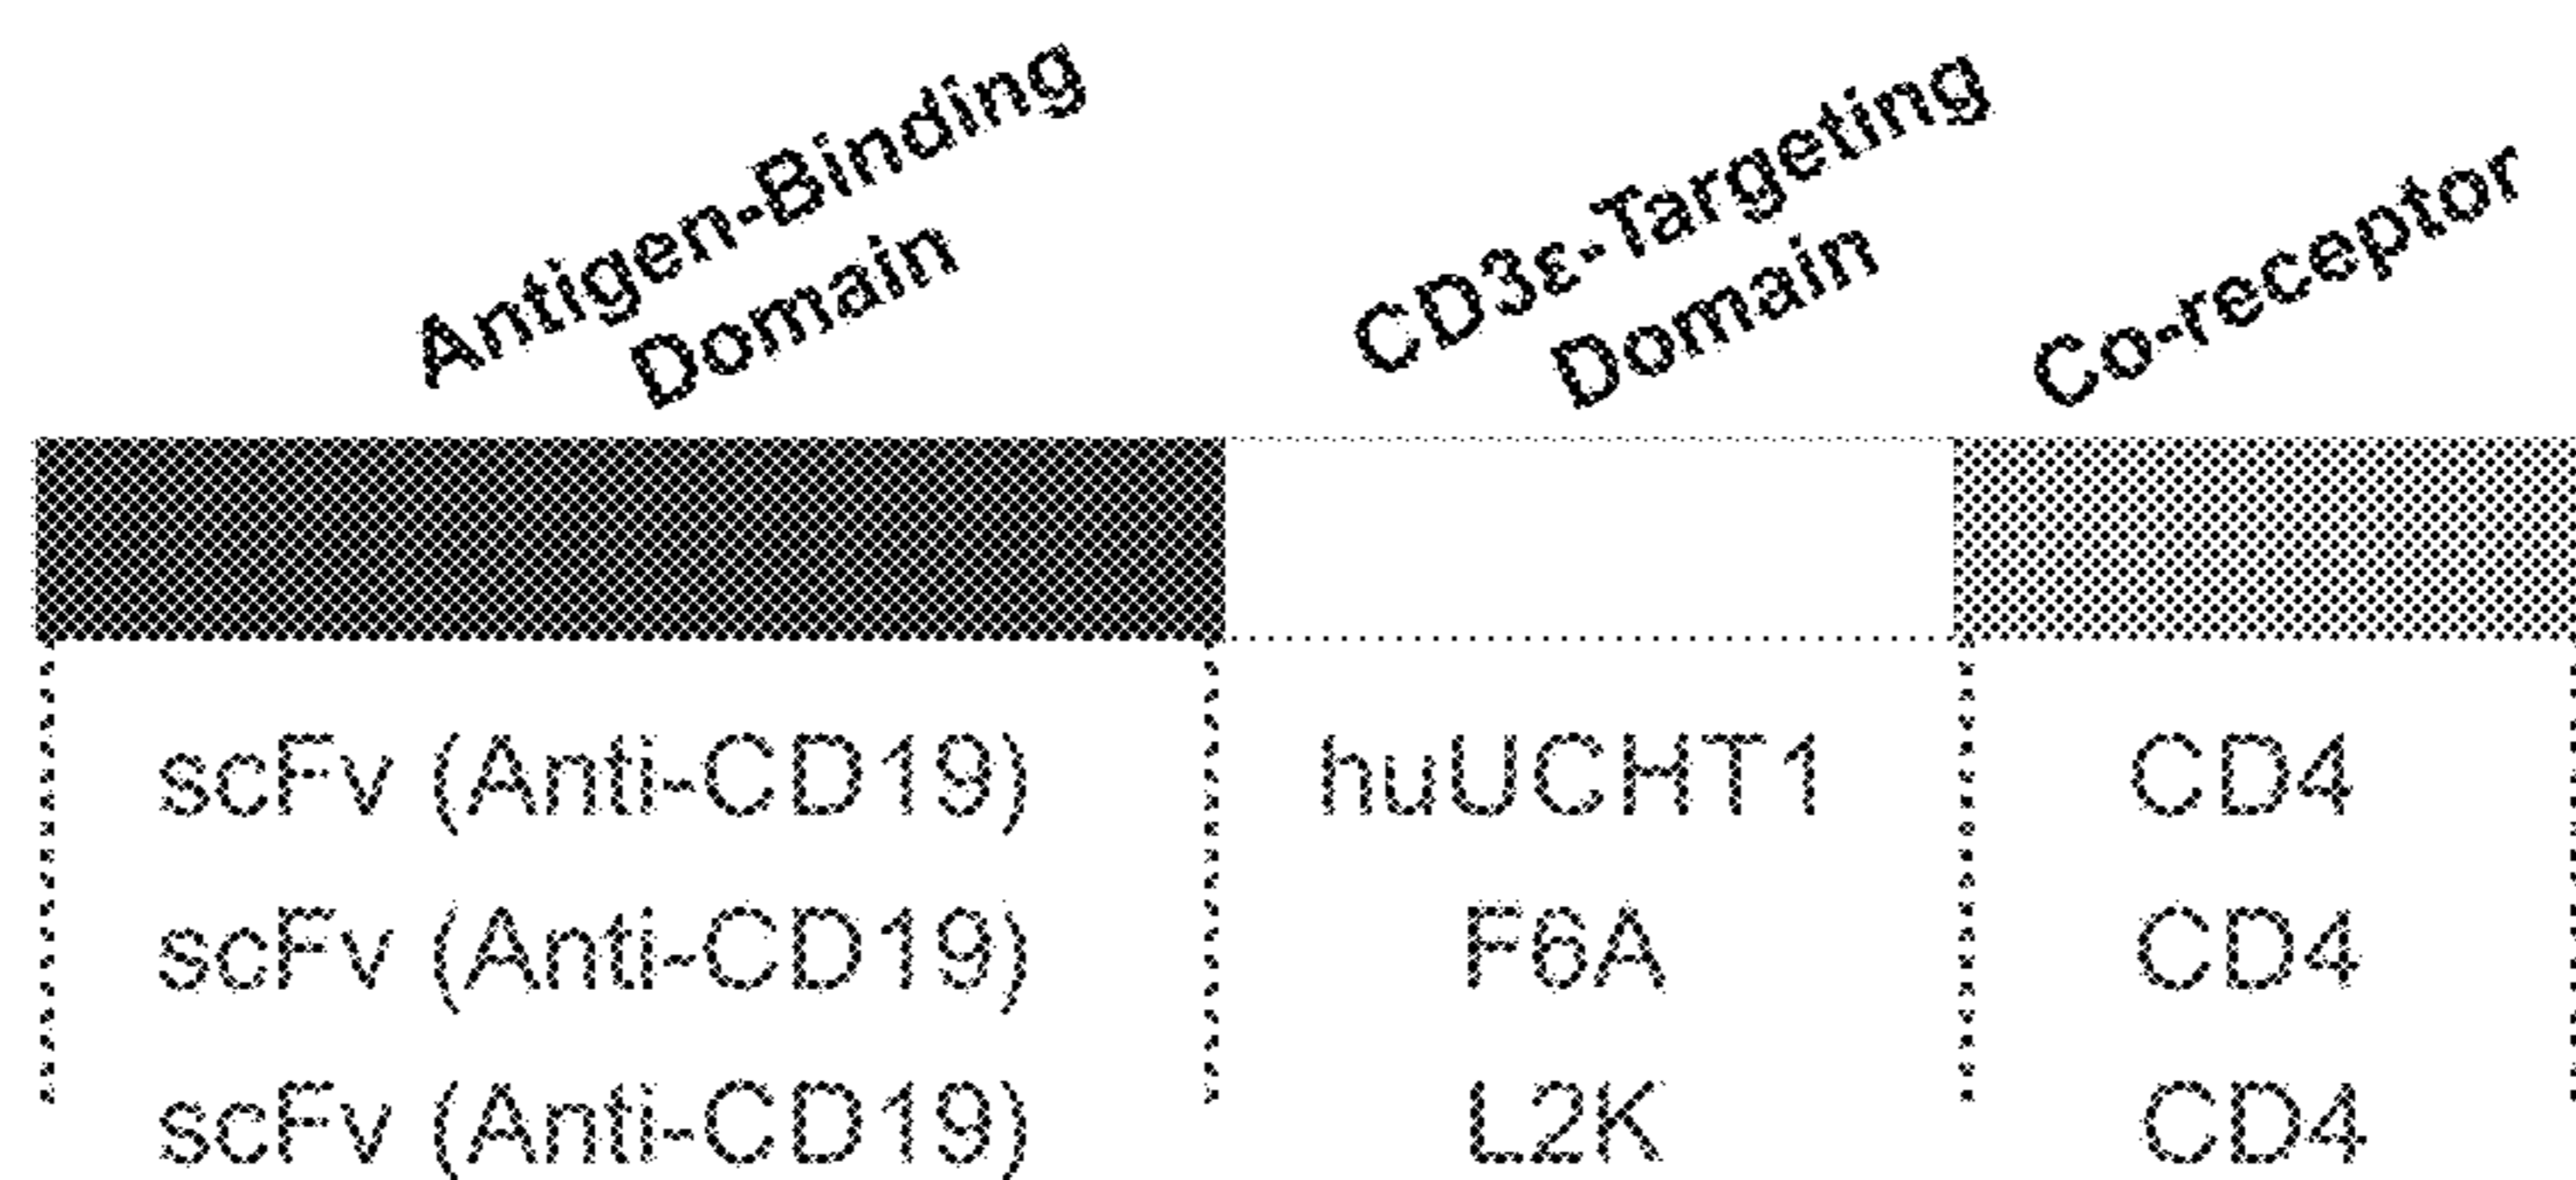 Antigen-Binding
Domain
CD3ε-Targeting
Domain
Co-receptor
scFv (Anti-CD19) huUCHT1 CD4
scFv (Anti-CD19) F6A CD4
scFv (Anti-CD19) L2K CD4